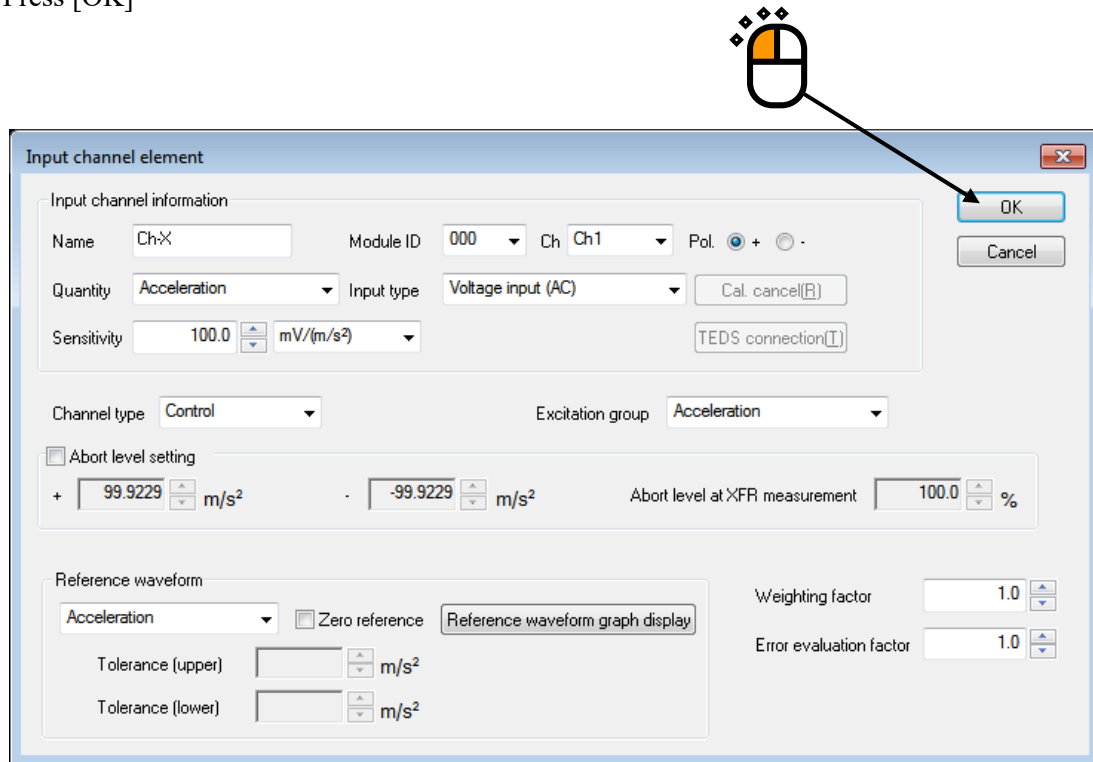 Press [OK]
Input channel element
Input channel information
OK
Name Ch-X Module ID 000 Ch Ch1 Pol. + -
Cancel
Quantity Acceleration Input type Voltage input (AC) Cal. cancel(R)
Sensitivity 100.0 mV/(m/s²) TEDS connection(T)
Channel type Control Excitation group Acceleration
Abort level setting
+ 99.9229 m/s² - -99.9229 m/s² Abort level at XFR measurement 100.0 %
Reference waveform
Weighting factor 1.0
Acceleration Zero reference Reference waveform graph display
Error evaluation factor 1.0
Tolerance (upper) m/s²
Tolerance (lower) m/s²